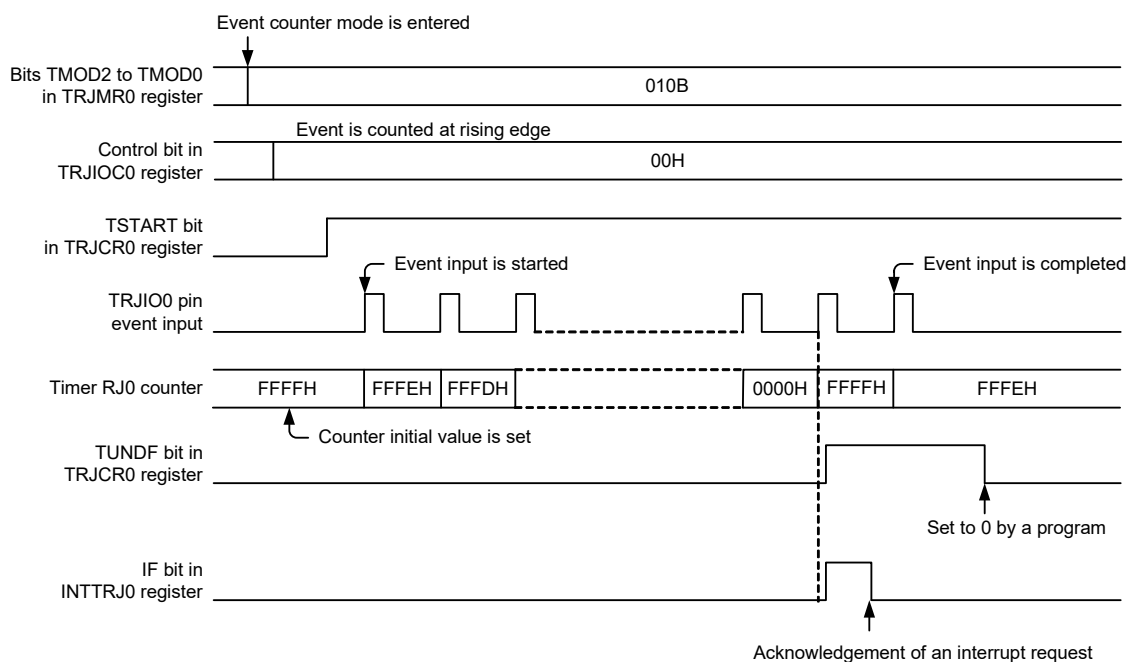 Event counter mode is entered
Bits TMOD2 to TMOD0
in TRJMR0 register
010B
Event is counted at rising edge
Control bit in
TRJIOC0 register
00H
TSTART bit
in TRJCR0 register
Event input is started
Event input is completed
TRJIO0 pin
event input
Timer RJ0 counter
FFFFH
FFFEH
FFFDH
0000H
FFFFH
FFFEH
Counter initial value is set
TUNDF bit in
TRJCR0 register
Set to 0 by a program
IF bit in
INTTRJ0 register
Acknowledgement of an interrupt request